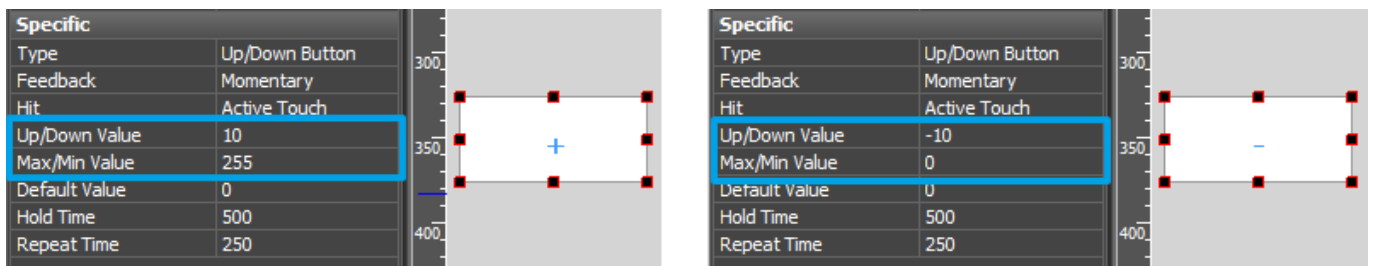 Specific
Type Up/Down Button
Feedback Momentary
Hit Active Touch
Up/Down Value 10
Max/Min Value 255
Default Value 0
Hold Time 500
Repeat Time 250
300
350
400
+
Specific
Type Up/Down Button
Feedback Momentary
Hit Active Touch
Up/Down Value -10
Max/Min Value 0
Default Value 0
Hold Time 500
Repeat Time 250
300
350
400
-